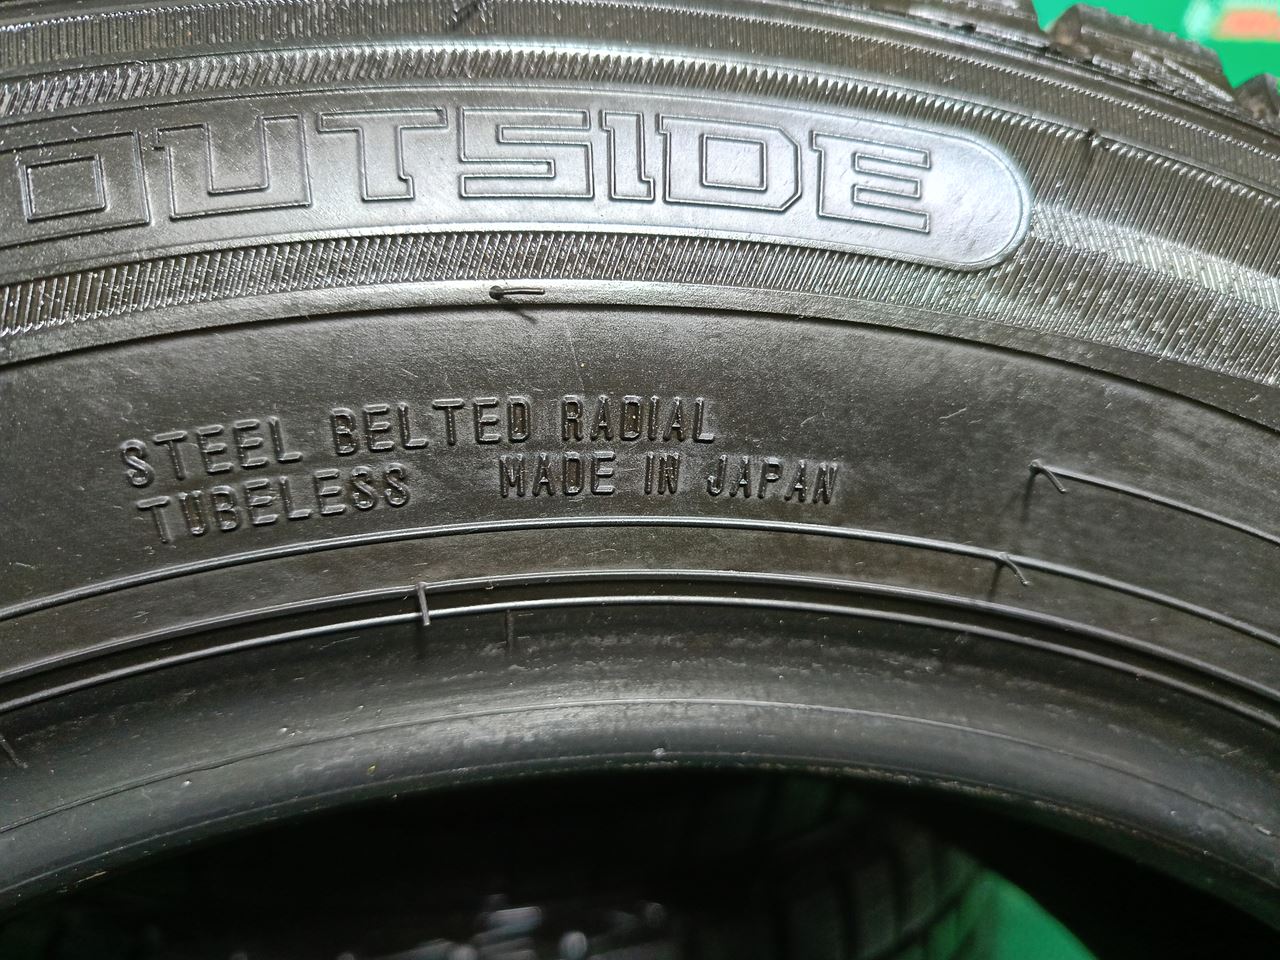 OUTSIDE
STEEL BELTED RADIAL
TUBELESS MADE IN JAPAN